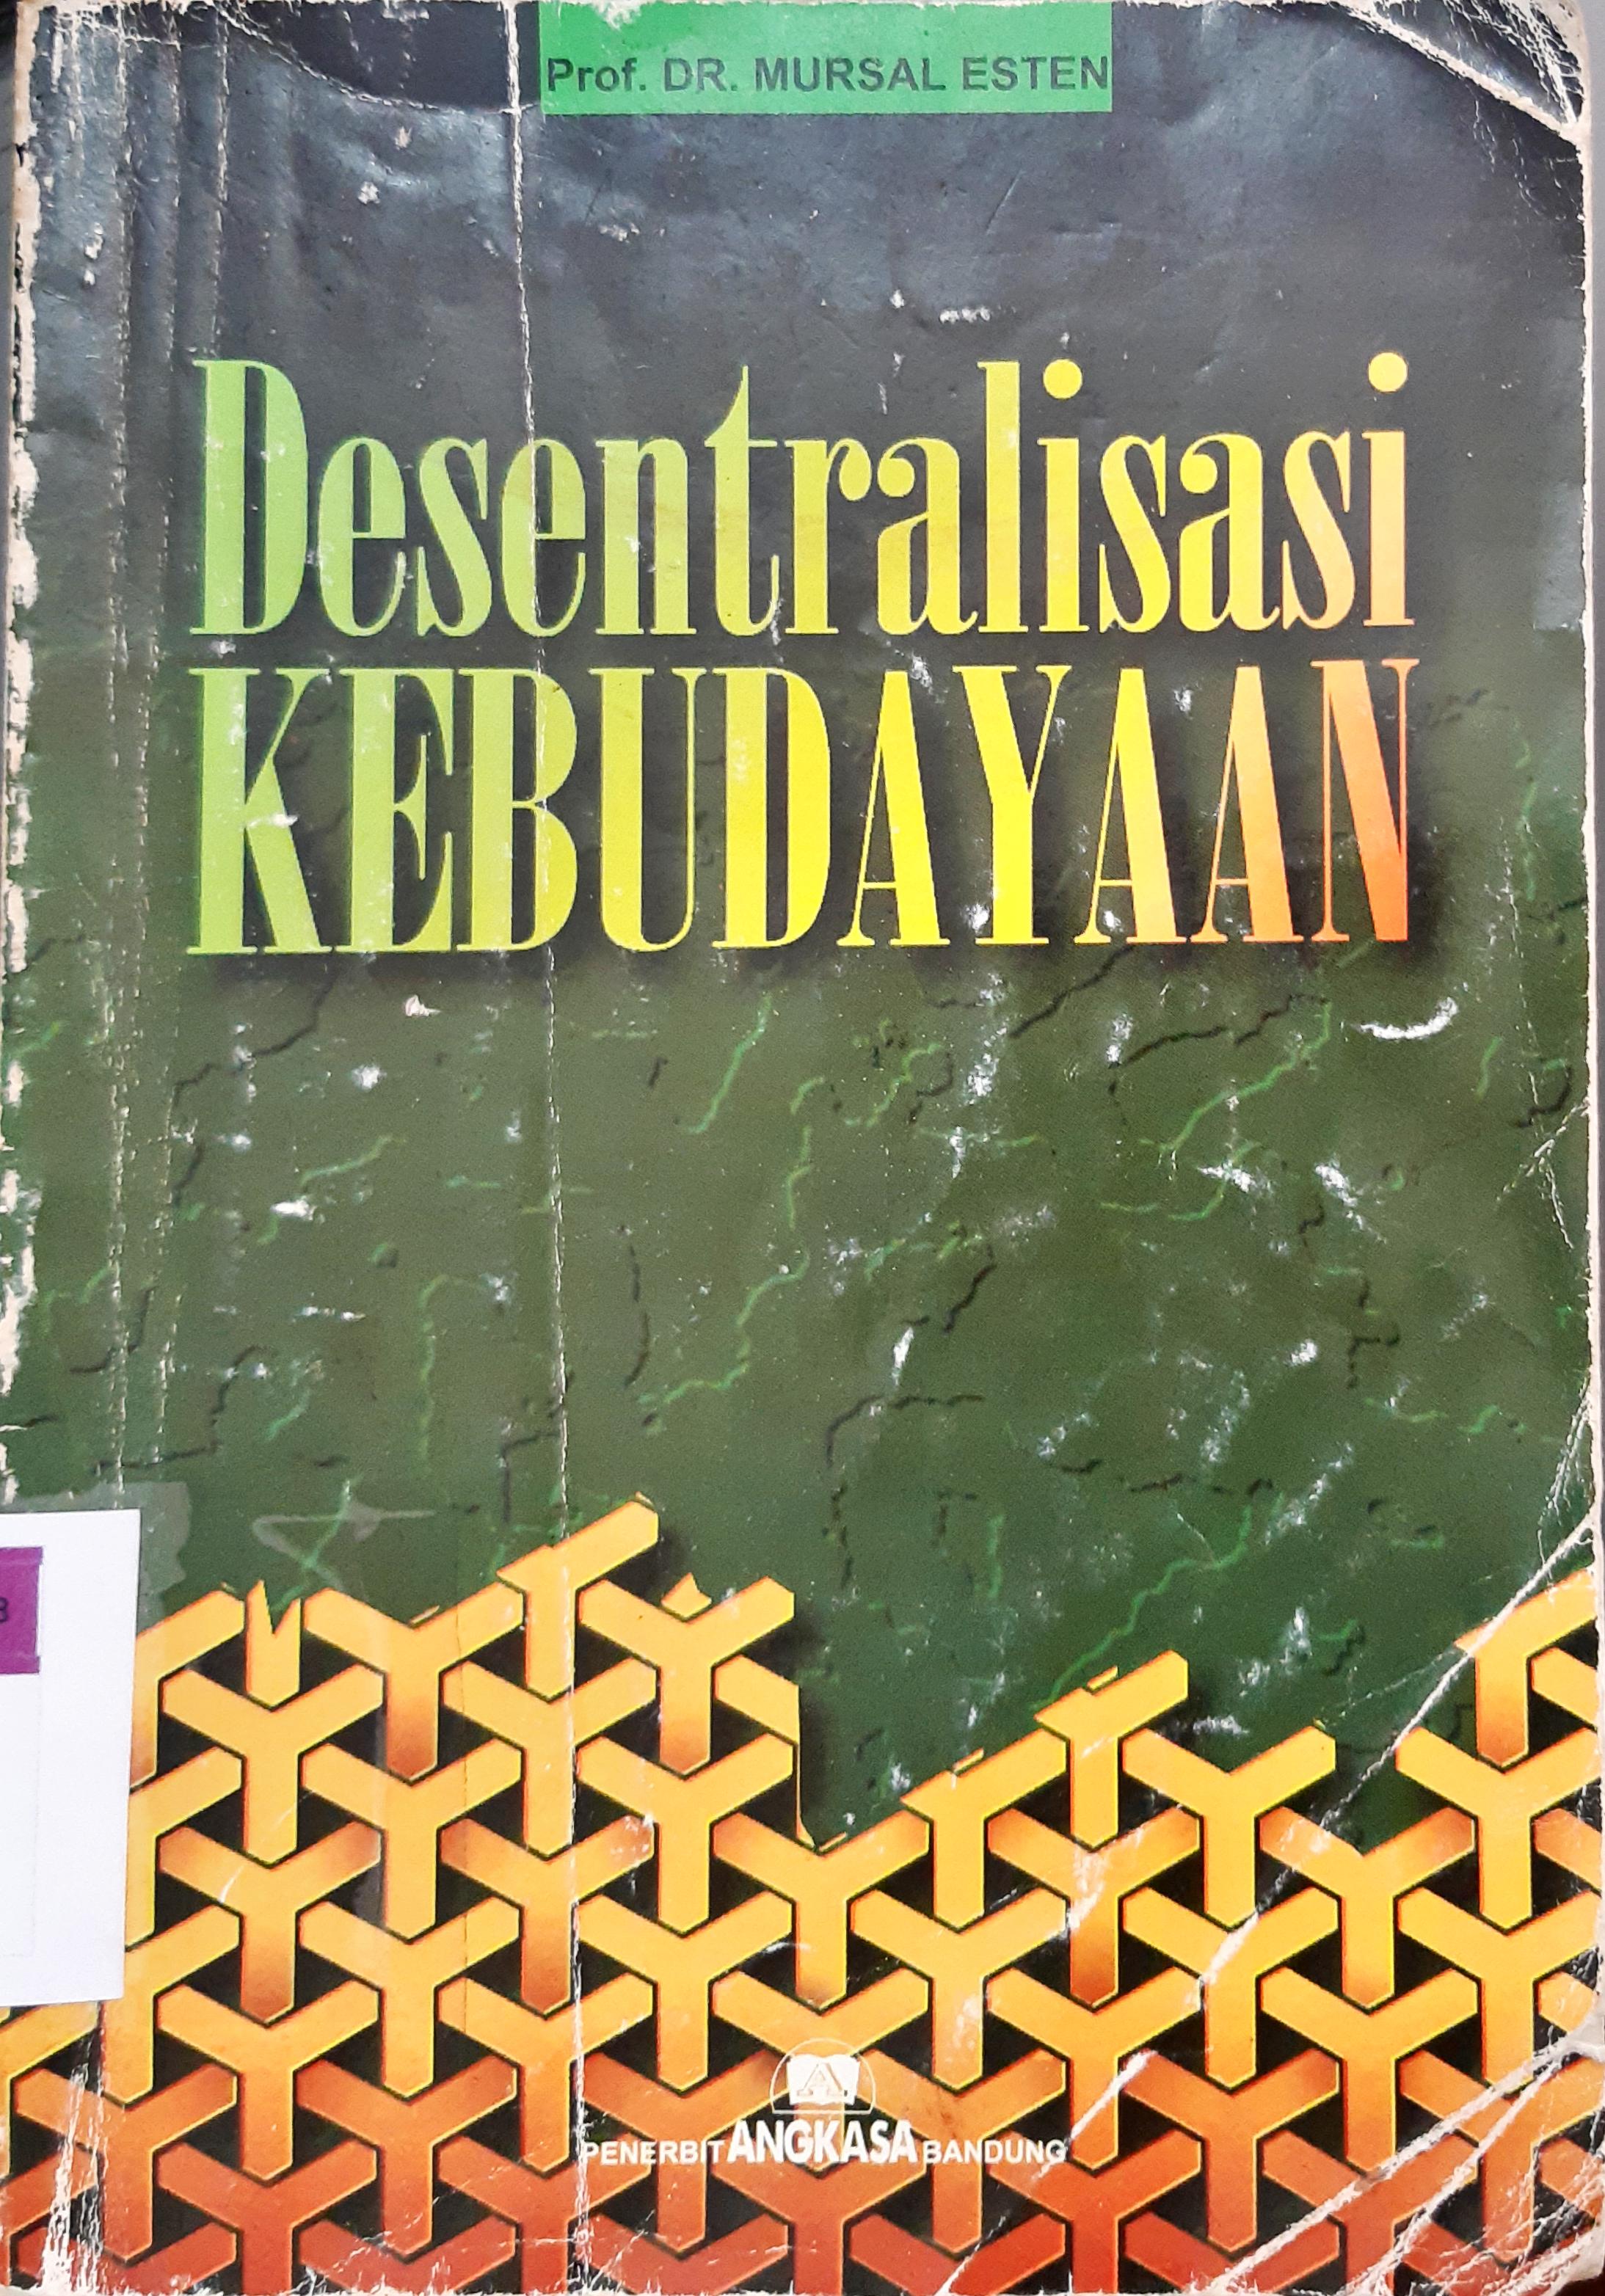 Prof. DR. MURSAL ESTEN
Desentralisasi
KEBUDAYAAN
PENERBIT ANGKASA BANDUNG